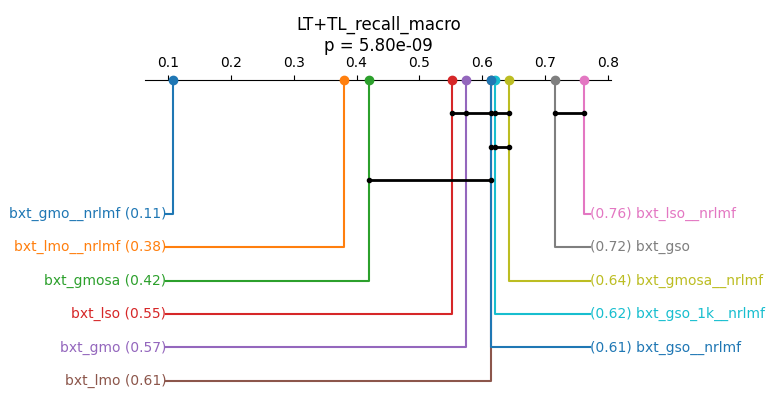 LT+TL_recall_macro
p = 5.80e-09
0.1 0.2 0.3 0.4 0.5 0.6 0.7 0.8
bxt_gmo__nrlmf (0.11) (0.76) bxt_lso__nrlmf
bxt_lmo__nrlmf (0.38) (0.72) bxt_gso
bxt_gmosa (0.42) (0.64) bxt_gmosa__nrlmf
bxt_lso (0.55) (0.62) bxt_gso_1k__nrlmf
bxt_gmo (0.57) (0.61) bxt_gso__nrlmf
bxt_lmo (0.61)